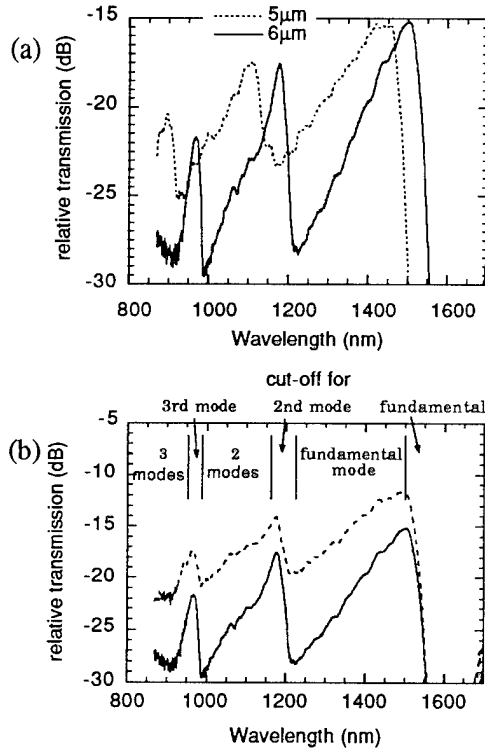 (a)
5μm
6μm
relative transmission (dB)
-15
-20
-25
-30
800 1000 1200 1400 1600
Wavelength (nm)
cut-off for
3rd mode 2nd mode fundamental
(b)
relative transmission (dB)
-5
-10
-15
-20
-25
-30
3 modes
2 modes
fundamental mode
800 1000 1200 1400 1600
Wavelength (nm)